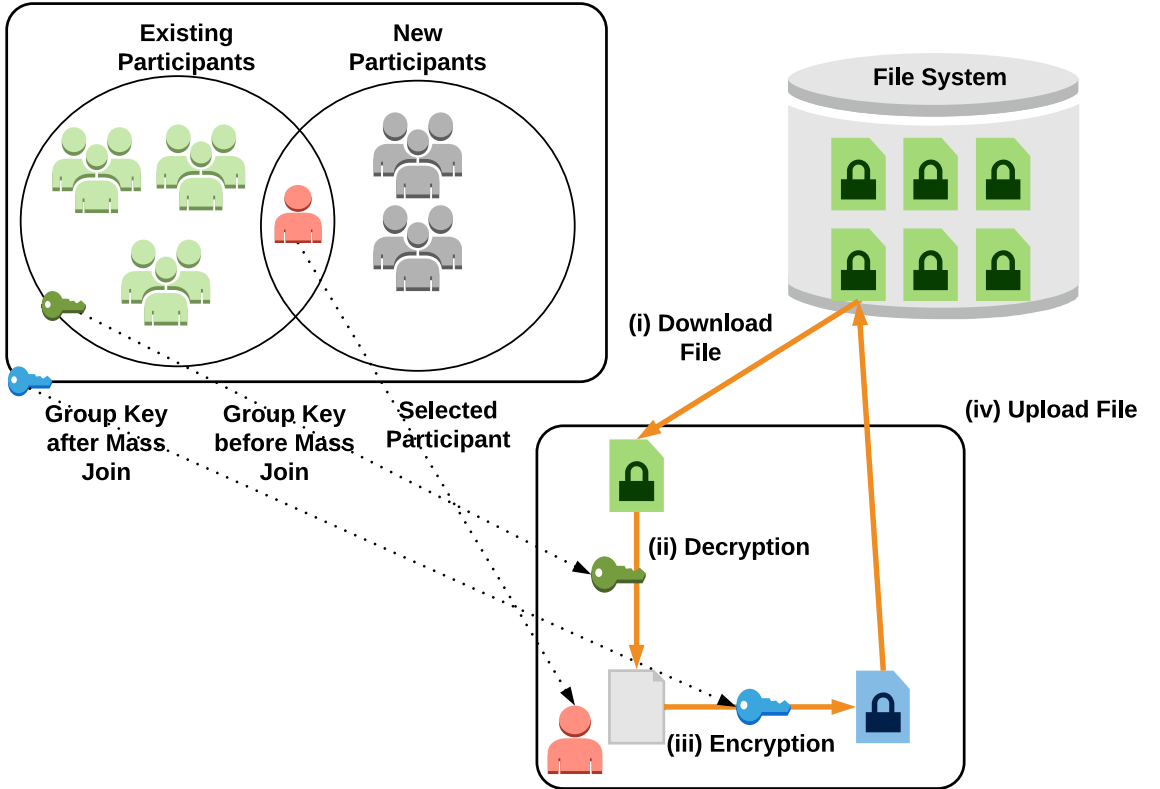 Existing
Participants
New
Participants
File System
(i) Download
File
(iv) Upload File
Group Key
after Mass
Join
Group Key
before Mass
Join
Selected
Participant
(ii) Decryption
(iii) Encryption